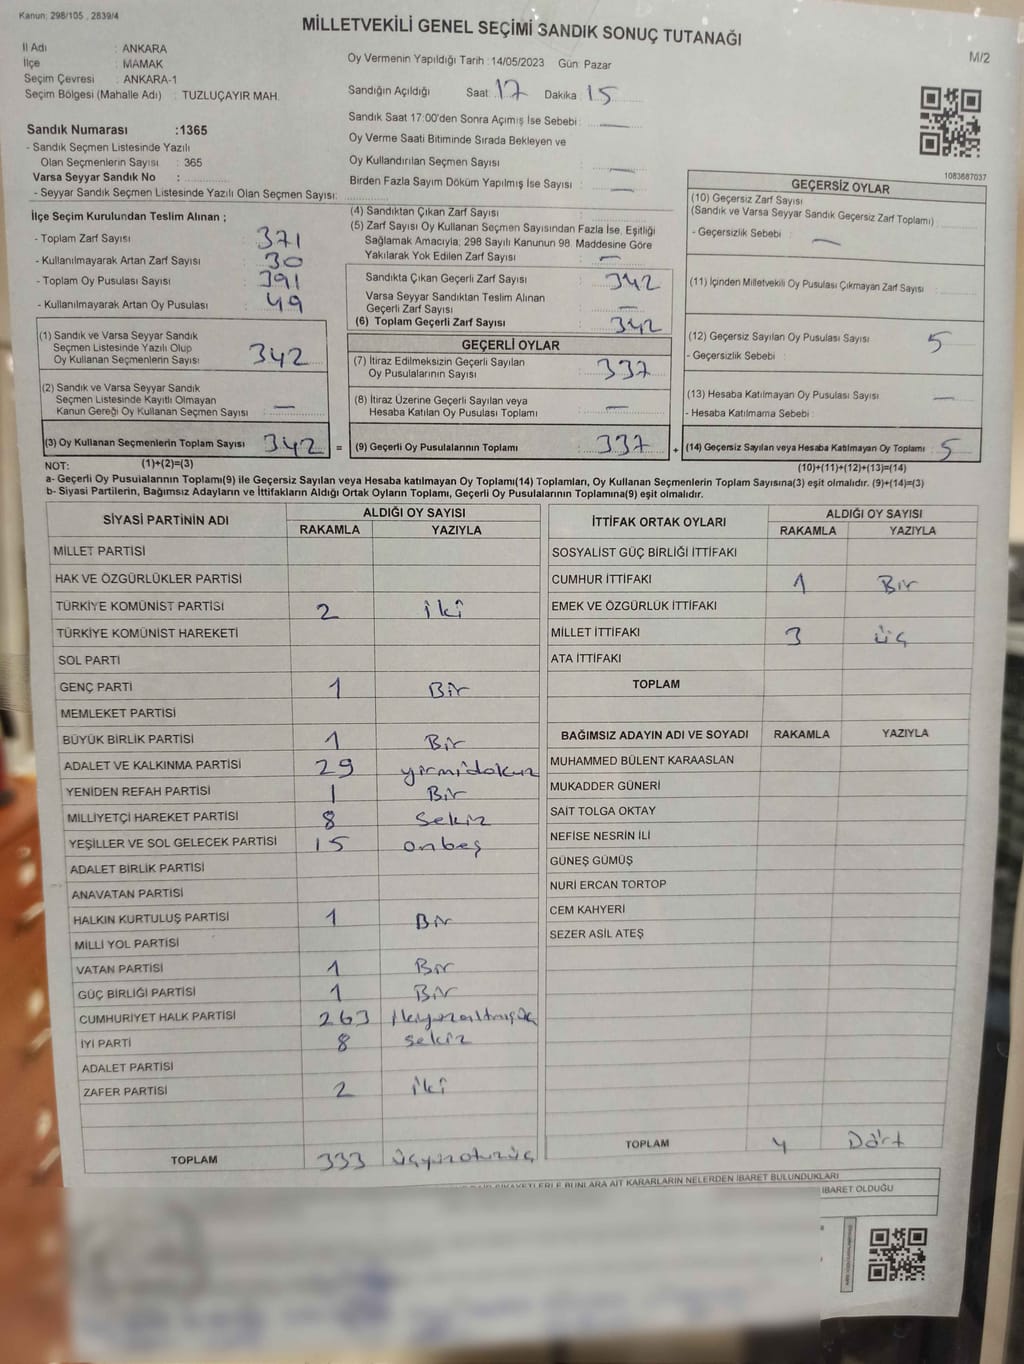 Kanun: 298/105 , 2839/4
MİLLETVEKİLİ GENEL SEÇİMİ SANDIK SONUÇ TUTANAĞI
M/2
İl Adı : ANKARA
İlçe : MAMAK
Seçim Çevresi : ANKARA-1
Seçim Bölgesi (Mahalle Adı) : TUZLUÇAYIR MAH.
Sandık Numarası :1365
- Sandık Seçmen Listesinde Yazılı
Olan Seçmenlerin Sayısı : 365
Varsa Seyyar Sandık No :
- Seyyar Sandık Seçmen Listesinde Yazılı Olan Seçmen Sayısı:
Oy Vermenin Yapıldığı Tarih :14/05/2023 Gün: Pazar
Sandığın Açıldığı Saat: 17 Dakika: 15
Sandık Saat 17:00'den Sonra Açımış İse Sebebi : —
Oy Verme Saati Bitiminde Sırada Bekleyen ve
Oy Kullandırılan Seçmen Sayısı —
Birden Fazla Sayım Döküm Yapılmış İse Sayısı : —
1083687037
İlçe Seçim Kurulundan Teslim Alınan ;
- Toplam Zarf Sayısı : 371
- Kullanılmayarak Artan Zarf Sayısı : 30
- Toplam Oy Pusulası Sayısı : 391
- Kullanılmayarak Artan Oy Pusulası : 49
(4) Sandıktan Çıkan Zarf Sayısı
(5) Zarf Sayısı Oy Kullanan Seçmen Sayısından Fazla İse, Eşitliği
Sağlamak Amacıyla; 298 Sayılı Kanunun 98. Maddesine Göre
Yakılarak Yok Edilen Zarf Sayısı : —
Sandıkta Çıkan Geçerli Zarf Sayısı : 342
Varsa Seyyar Sandıktan Teslim Alınan
Geçerli Zarf Sayısı : —
(6) Toplam Geçerli Zarf Sayısı : 342
GEÇERSİZ OYLAR
(10) Geçersiz Zarf Sayısı
(Sandık ve Varsa Seyyar Sandık Geçersiz Zarf Toplamı)
- Geçersizlik Sebebi : —
(11) İçinden Milletvekili Oy Pusulası Çıkmayan Zarf Sayısı :
(12) Geçersiz Sayılan Oy Pusulası Sayısı : 5
- Geçersizlik Sebebi :
(13) Hesaba Katılmayan Oy Pusulası Sayısı : —
- Hesaba Katılmama Sebebi :
(14) Geçersiz Sayılan veya Hesaba Katılmayan Oy Toplamı : 5
(10)+(11)+(12)+(13)=(14)
(1) Sandık ve Varsa Seyyar Sandık
Seçmen Listesinde Yazılı Olup
Oy Kullanan Seçmenlerin Sayısı : 342
(2) Sandık ve Varsa Seyyar Sandık
Seçmen Listesinde Kayıtlı Olmayan
Kanun Gereği Oy Kullanan Seçmen Sayısı : —
(3) Oy Kullanan Seçmenlerin Toplam Sayısı 342 =
GEÇERLİ OYLAR
(7) İtiraz Edilmeksizin Geçerli Sayılan
Oy Pusulalarının Sayısı : 337
(8) İtiraz Üzerine Geçerli Sayılan veya
Hesaba Katılan Oy Pusulası Toplamı : —
(9) Geçerli Oy Pusulalarının Toplamı : 337 +
NOT: (1)+(2)=(3)
a- Geçerli Oy Pusulalarının Toplamı(9) ile Geçersiz Sayılan veya Hesaba katılmayan Oy Toplamı(14) Toplamları, Oy Kullanan Seçmenlerin Toplam Sayısına(3) eşit olmalıdır. (9)+(14)=(3)
b- Siyasi Partilerin, Bağımsız Adayların ve İttifakların Aldığı Ortak Oyların Toplamı, Geçerli Oy Pusulalarının Toplamına(9) eşit olmalıdır.
SİYASİ PARTİNİN ADI ALDIĞI OY SAYISI
RAKAMLA YAZIYLA
MİLLET PARTİSİ
HAK VE ÖZGÜRLÜKLER PARTİSİ
TÜRKİYE KOMÜNİST PARTİSİ 2 iki
TÜRKİYE KOMÜNİST HAREKETİ
SOL PARTİ
GENÇ PARTİ 1 Bir
MEMLEKET PARTİSİ
BÜYÜK BİRLİK PARTİSİ 1 Bir
ADALET VE KALKINMA PARTİSİ 29 yirmidokuz
YENİDEN REFAH PARTİSİ 1 Bir
MİLLİYETÇİ HAREKET PARTİSİ 8 sekiz
YEŞİLLER VE SOL GELECEK PARTİSİ 15 onbeş
ADALET BİRLİK PARTİSİ
ANAVATAN PARTİSİ
HALKIN KURTULUŞ PARTİSİ 1 Bir
MİLLİ YOL PARTİSİ
VATAN PARTİSİ 1 Bir
GÜÇ BİRLİĞİ PARTİSİ 1 Bir
CUMHURİYET HALK PARTİSİ 263 ikiyüzaltmışüç
İYİ PARTİ 8 sekiz
ADALET PARTİSİ
ZAFER PARTİSİ 2 iki
TOPLAM 333 üçyüzotuzüç
İTTİFAK ORTAK OYLARI ALDIĞI OY SAYISI
RAKAMLA YAZIYLA
SOSYALİST GÜÇ BİRLİĞİ İTTİFAKI
CUMHUR İTTİFAKI 1 Bir
EMEK VE ÖZGÜRLÜK İTTİFAKI
MİLLET İTTİFAKI 3 üç
ATA İTTİFAKI
TOPLAM
BAĞIMSIZ ADAYIN ADI VE SOYADI RAKAMLA YAZIYLA
MUHAMMED BÜLENT KARAASLAN
MUKADDER GÜNERİ
SAİT TOLGA OKTAY
NEFİSE NESRİN İLİ
GÜNEŞ GÜMÜŞ
NURİ ERCAN TORTOP
CEM KAHYERİ
SEZER ASİL ATEŞ
TOPLAM 4 Dört
BUNLARA AİT KARARLARIN NELERDEN İBARET BULUNDUKLARI
İBARET OLDUĞU